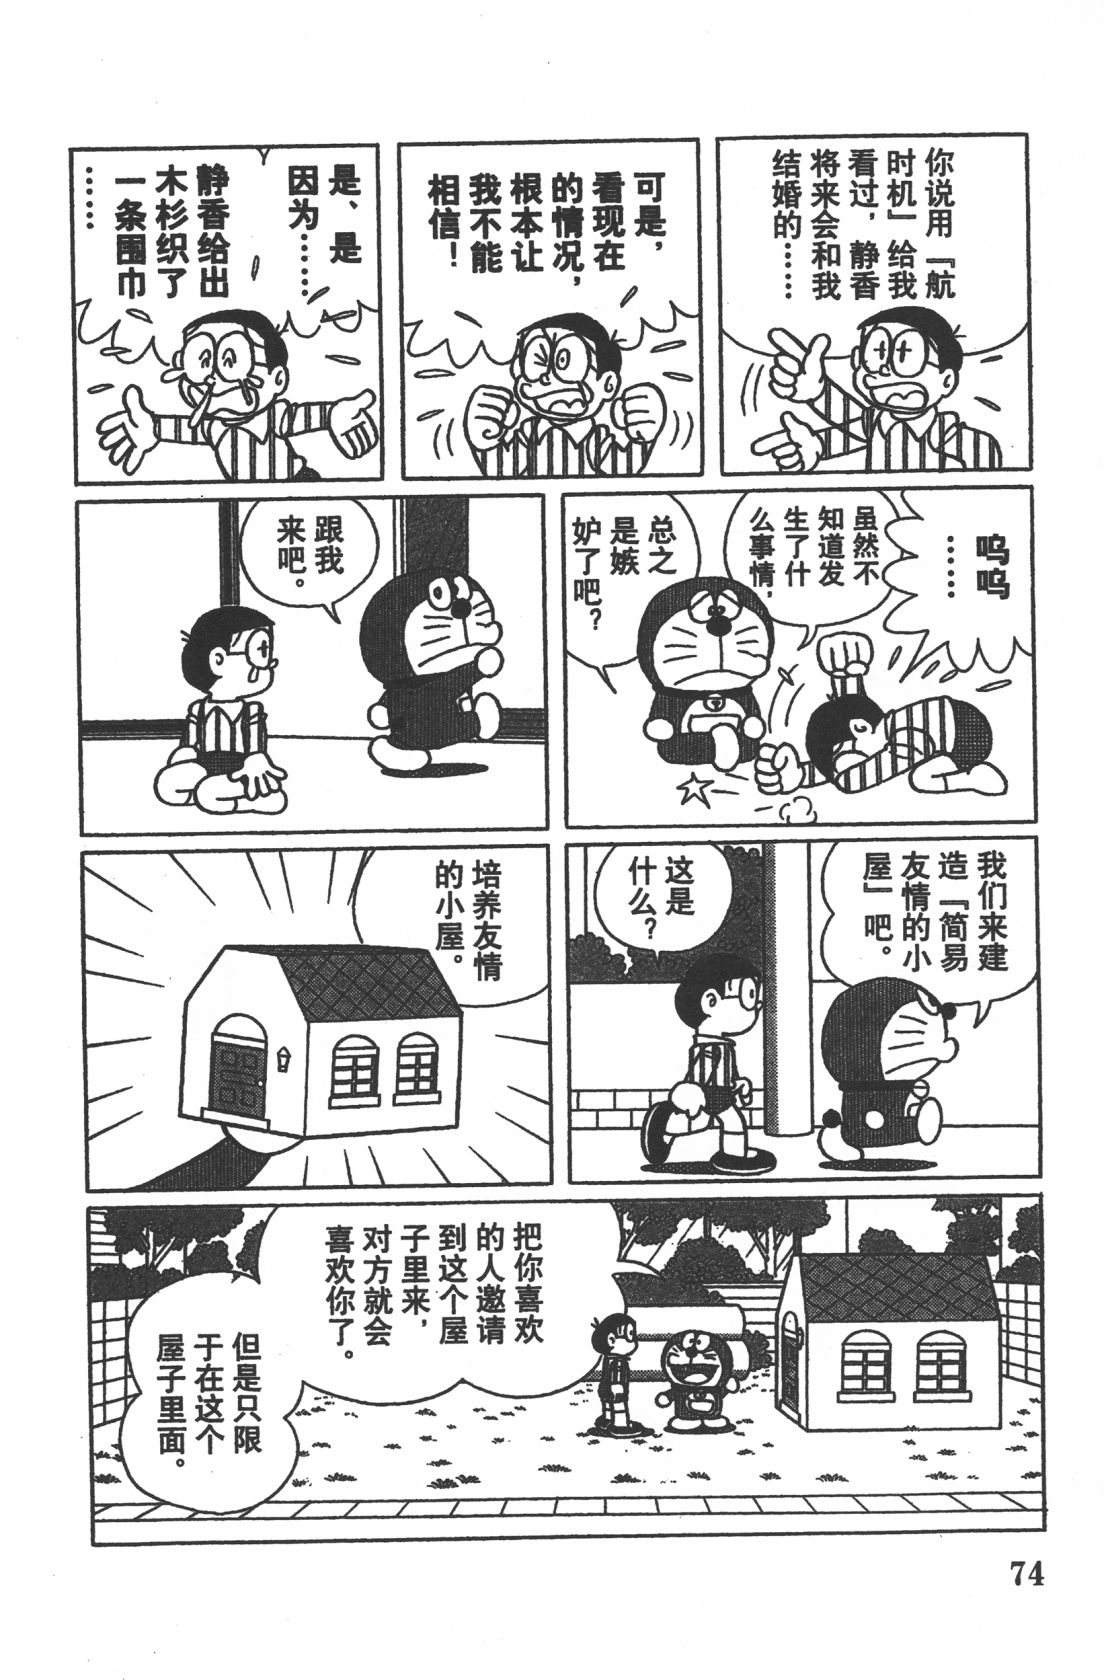 你说用『航
时机』给我
看过，静香
将来会和我
结婚的……
可是，
看现在
的情况，
根本让
我不能
相信！
是、是
因为……
静香给出
木杉织了
一条围巾
……
呜呜
……
虽然不
知道发
生了什
么事情，
总之
是嫉
妒了吧？
跟我
来吧。
我们来建
造『简易
友情的小
屋』吧。
这是
什么？
培养友情
的小屋。
把你喜欢
的人邀请
到这个屋
子里来，
对方就会
喜欢你了。
但是只限
于在这个
屋子里面。
74